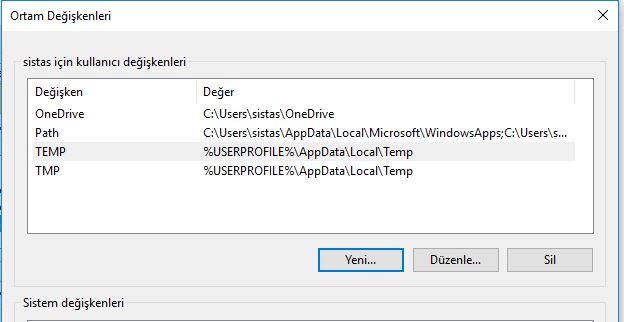 Ortam Değişkenleri
sistas için kullanıcı değişkenleri
Değişken Değer
OneDrive C:\Users\sistas\OneDrive
Path C:\Users\sistas\AppData\Local\Microsoft\WindowsApps;C:\Users\s...
TEMP %USERPROFILE%\AppData\Local\Temp
TMP %USERPROFILE%\AppData\Local\Temp
Yeni... Düzenle... Sil
Sistem değişkenleri